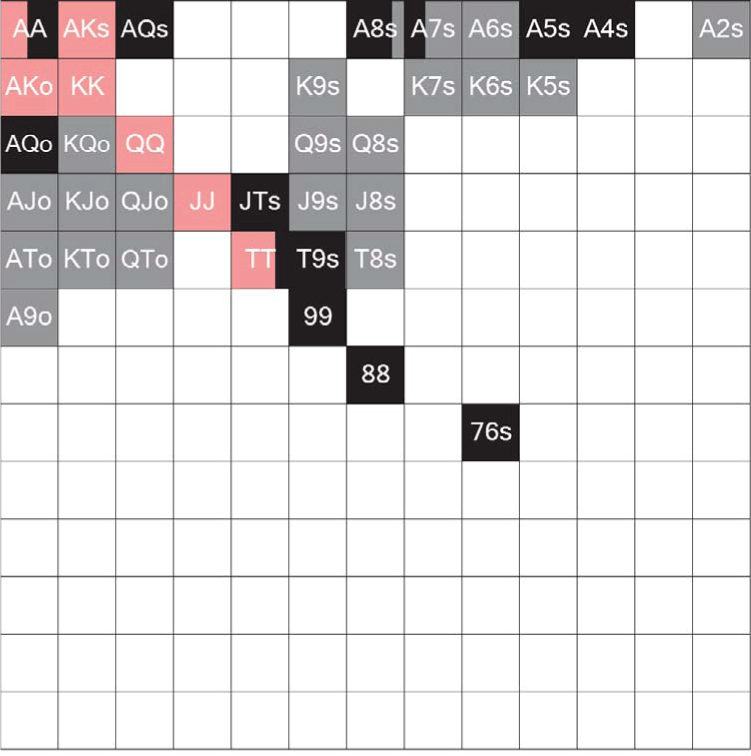 AA AKs AQs A8s A7s A6s A5s A4s A2s
AKo KK K9s K7s K6s K5s
AQo KQo QQ Q9s Q8s
AJo KJo QJo JJ JTs J9s J8s
ATo KTo QTo TT T9s T8s
A9o 99
88
76s